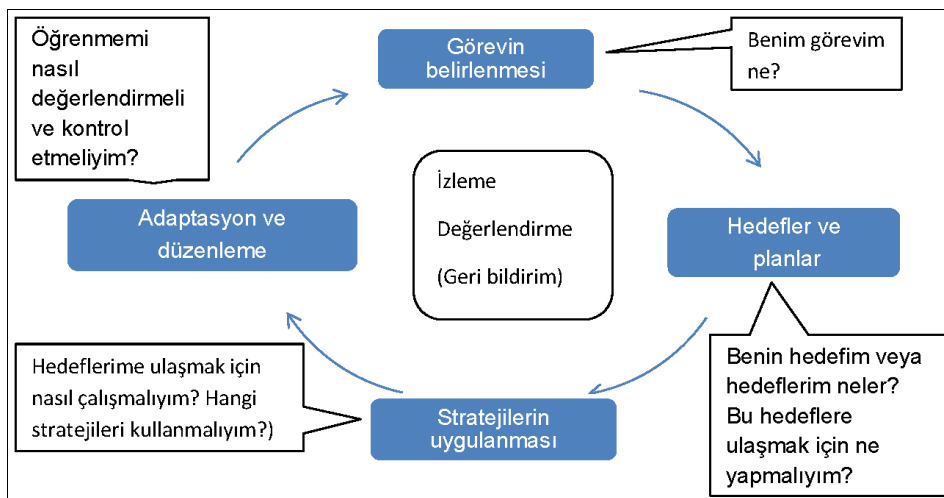 Öğrenmemi
nasıl
değerlendirmeli
ve kontrol
etmeliyim?
Görevin
belirlenmesi
Benim görevim
ne?
İzleme
Değerlendirme
(Geri bildirim)
Adaptasyon ve
düzenleme
Hedefler ve
planlar
Hedeflerime ulaşmak için
nasıl çalışmalıyım? Hangi
stratejileri kullanmalıyım?)
Stratejilerin
uygulanması
Benin hedefim veya
hedeflerim neler?
Bu hedeflere
ulaşmak için ne
yapmalıyım?